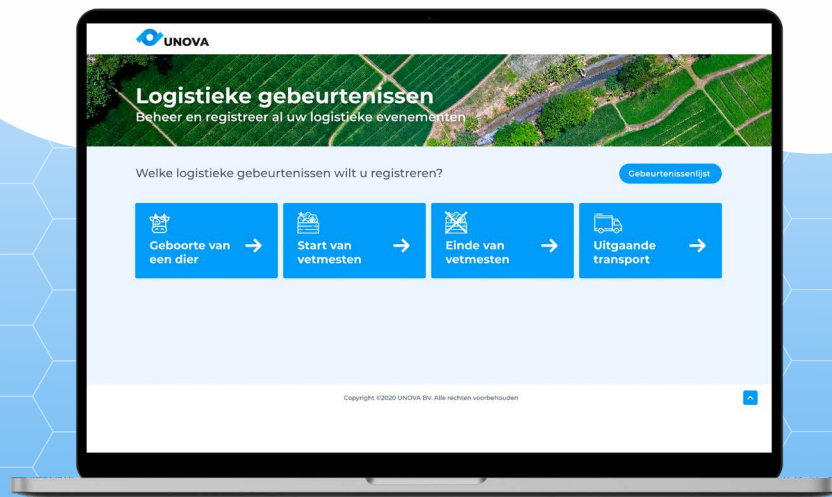 UNOVA
Logistieke gebeurtenissen
Beheer en registreer al uw logistieke evenementen
Welke logistieke gebeurtenissen wilt u registreren?
Gebeurtenissenlijst
Geboorte van
een dier
Start van
vetmesten
Einde van
vetmesten
Uitgaande
transport
Copyright ©2020 UNOVA BV. Alle rechten voorbehouden